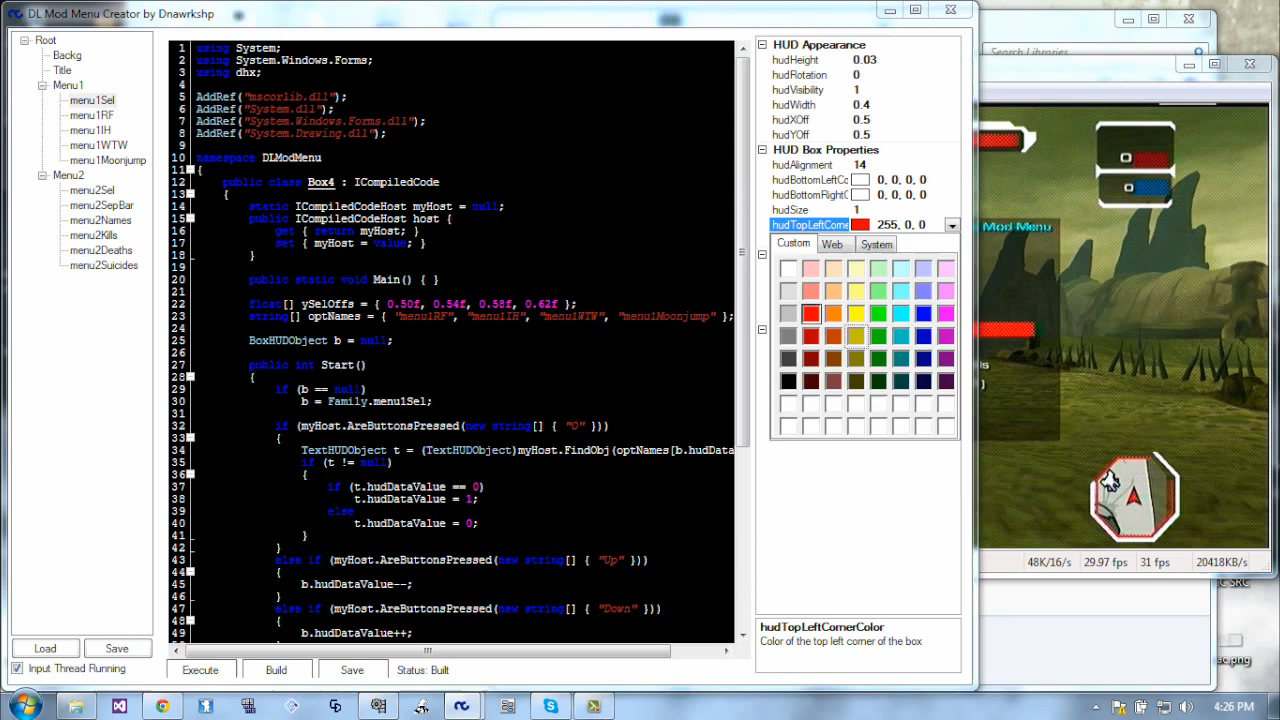 DL Mod Menu Creator by Dnawrkshp
Root
Backg
Title
Menu1
menu1Sel
menu1RF
menu1IH
menu1WTW
menu1Moonjump
Menu2
menu2Sel
menu2SepBar
menu2Names
menu2Kills
menu2Deaths
menu2Suicides
Load
Save
Input Thread Running
1 using System;
2 using System.Windows.Forms;
3 using dhx;
4
5 AddRef("mscorlib.dll");
6 AddRef("System.dll");
7 AddRef("System.Windows.Forms.dll");
8 AddRef("System.Drawing.dll");
9
10 namespace DLModMenu
11 {
12 public class Box4 : ICompiledCode
13 {
14 static ICompiledCodeHost myHost = null;
15 public ICompiledCodeHost host {
16 get { return myHost; }
17 set { myHost = value; }
18 }
19
20 public static void Main() { }
21
22 float[] ySelOffs = { 0.50f, 0.54f, 0.58f, 0.62f };
23 string[] optNames = { "menu1RF", "menu1IH", "menu1WTW", "menu1Moonjump" };
24
25 BoxHUDObject b = null;
26
27 public int Start()
28 {
29 if (b == null)
30 b = Family.menu1Sel;
31
32 if (myHost.AreButtonsPressed(new string[] { "O" }))
33 {
34 TextHUDObject t = (TextHUDObject)myHost.FindObj(optNames[b.hudData
35 if (t != null)
36 {
37 if (t.hudDataValue == 0)
38 t.hudDataValue = 1;
39 else
40 t.hudDataValue = 0;
41 }
42 }
43 else if (myHost.AreButtonsPressed(new string[] { "Up" }))
44 {
45 b.hudDataValue--;
46 }
47 else if (myHost.AreButtonsPressed(new string[] { "Down" }))
48 {
49 b.hudDataValue++;
Execute
Build
Save
Status: Built
HUD Appearance
hudHeight 0.03
hudRotation 0
hudVisibility 1
hudWidth 0.4
hudXOff 0.5
hudYOff 0.5
HUD Box Properties
hudAlignment 14
hudBottomLeftCo 0, 0, 0, 0
hudBottomRightC 0, 0, 0, 0
hudSize 1
hudTopLeftCorne 255, 0, 0
Custom Web System
hudTopLeftCornerColor
Color of the top left corner of the box
Search Libraries
Mod Menu
48K/16/s 29.97 fps 31 fps 20418KB/s
C SRC
ac.png
4:26 PM